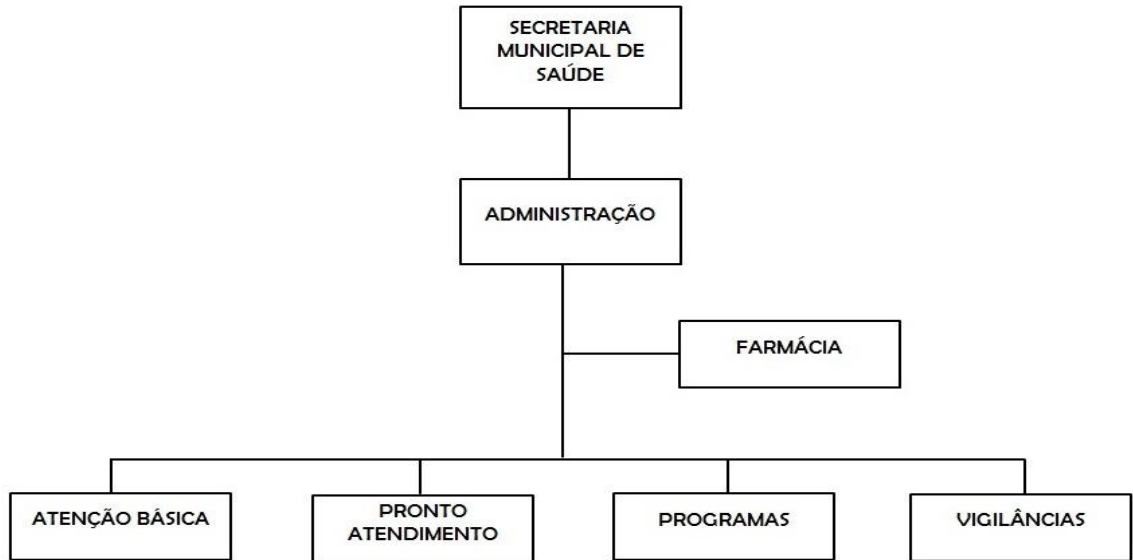 SECRETARIA
MUNICIPAL DE
SAÚDE
ADMINISTRAÇÃO
FARMÁCIA
ATENÇÃO BÁSICA
PRONTO
ATENDIMENTO
PROGRAMAS
VIGILÂNCIAS